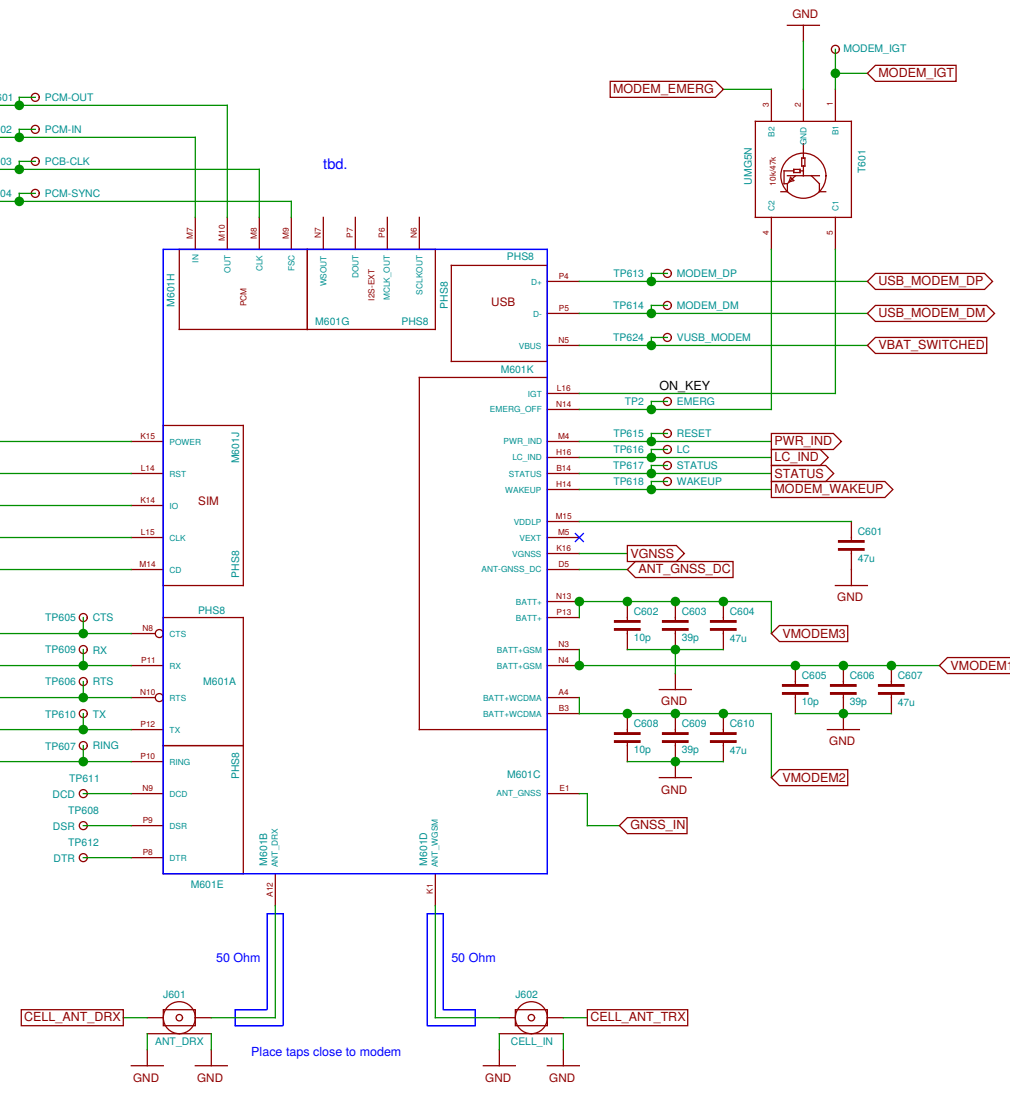 GND
MODEM_IGT
MODEM_IGT
MODEM_EMERG
3
2
1
B2
GND
B1
UMG5N
10k/47k
T601
C2
C1
4
5
01
PCM-OUT
02
PCM-IN
03
PCB-CLK
04
PCM-SYNC
tbd.
M7
M10
M8
M9
N7
P7
P6
N6
IN
OUT
CLK
FSC
WSOUT
DOUT
I2S-EXT
MCLK_OUT
SCLKOUT
M601H
PCM
M601G
PHS8
PHS8
PHS8
USB
D+
P4
TP613
MODEM_DP
USB_MODEM_DP
D-
P5
TP614
MODEM_DM
USB_MODEM_DM
VBUS
N5
TP624
VUSB_MODEM
VBAT_SWITCHED
M601K
IGT
L16
ON_KEY
EMERG_OFF
N14
TP2
EMERG
PWR_IND
M4
TP615
RESET
PWR_IND
LC_IND
H16
TP616
LC
LC_IND
STATUS
B14
TP617
STATUS
STATUS
WAKEUP
H14
TP618
WAKEUP
MODEM_WAKEUP
VDDLP
M15
C601
47u
GND
VEXT
M5
VGNSS
K16
VGNSS
ANT-GNSS_DC
D5
ANT_GNSS_DC
BATT+
N13
BATT+
P13
C602
C603
C604
10p
39p
47u
VMODEM3
GND
BATT+GSM
N3
BATT+GSM
N4
VMODEM1
C605
C606
C607
10p
39p
47u
GND
BATT+WCDMA
A4
BATT+WCDMA
B3
C608
C609
C610
10p
39p
47u
VMODEM2
GND
M601C
ANT_GNSS
E1
GNSS_IN
K15
POWER
M601J
L14
RST
SIM
K14
IO
L15
CLK
M14
CD
PHS8
PHS8
TP605
CTS
N8
CTS
TP609
RX
P11
RX
M601A
TP606
RTS
N10
RTS
TP610
TX
P12
TX
TP607
RING
P10
RING
PHS8
TP611
DCD
N9
DCD
TP608
DSR
P9
DSR
TP612
DTR
P8
DTR
M601E
M601B
ANT_DRX
A12
M601D
ANT_WGSM
K1
50 Ohm
50 Ohm
J601
CELL_ANT_DRX
ANT_DRX
GND
GND
Place taps close to modem
J602
CELL_ANT_TRX
CELL_IN
GND
GND